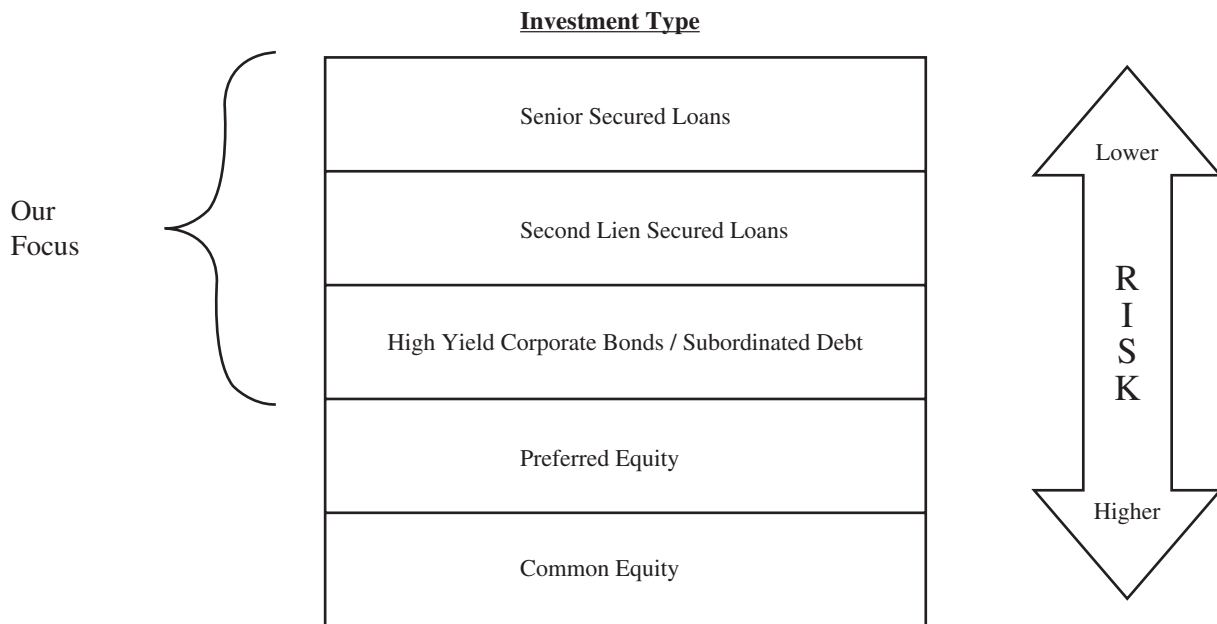 Investment Type
Our
Focus
Senior Secured Loans
Second Lien Secured Loans
High Yield Corporate Bonds / Subordinated Debt
Preferred Equity
Common Equity
Lower
R
I
S
K
Higher